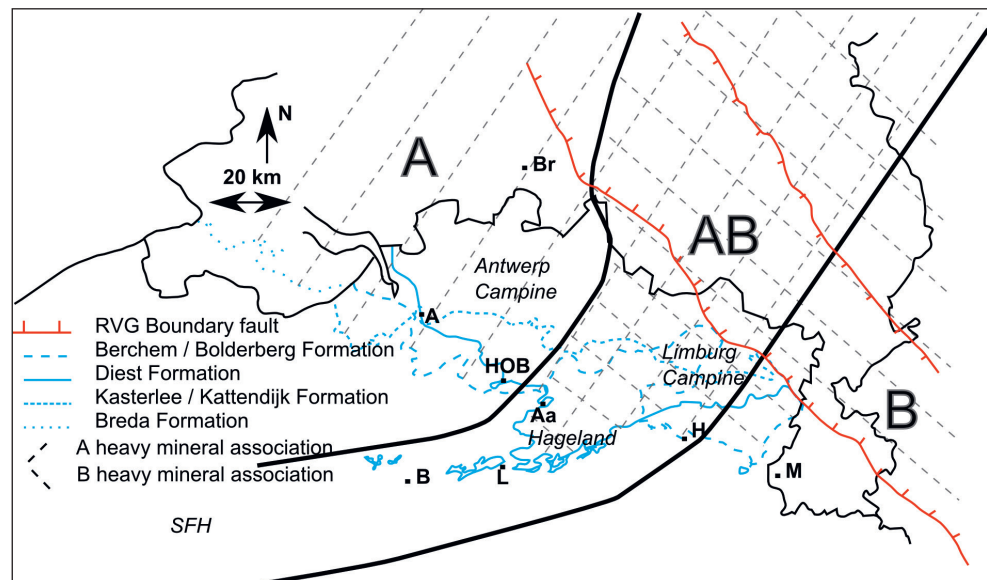 N
20 km
A
Br
AB
Antwerp
Campine
A
RVG Boundary fault
Berchem / Bolderberg Formation
Diest Formation
Kasterlee / Kattendijk Formation
Breda Formation
A heavy mineral association
B heavy mineral association
HOB
Limburg
Campine
B
Aa
Hageland
H
B
L
M
SFH